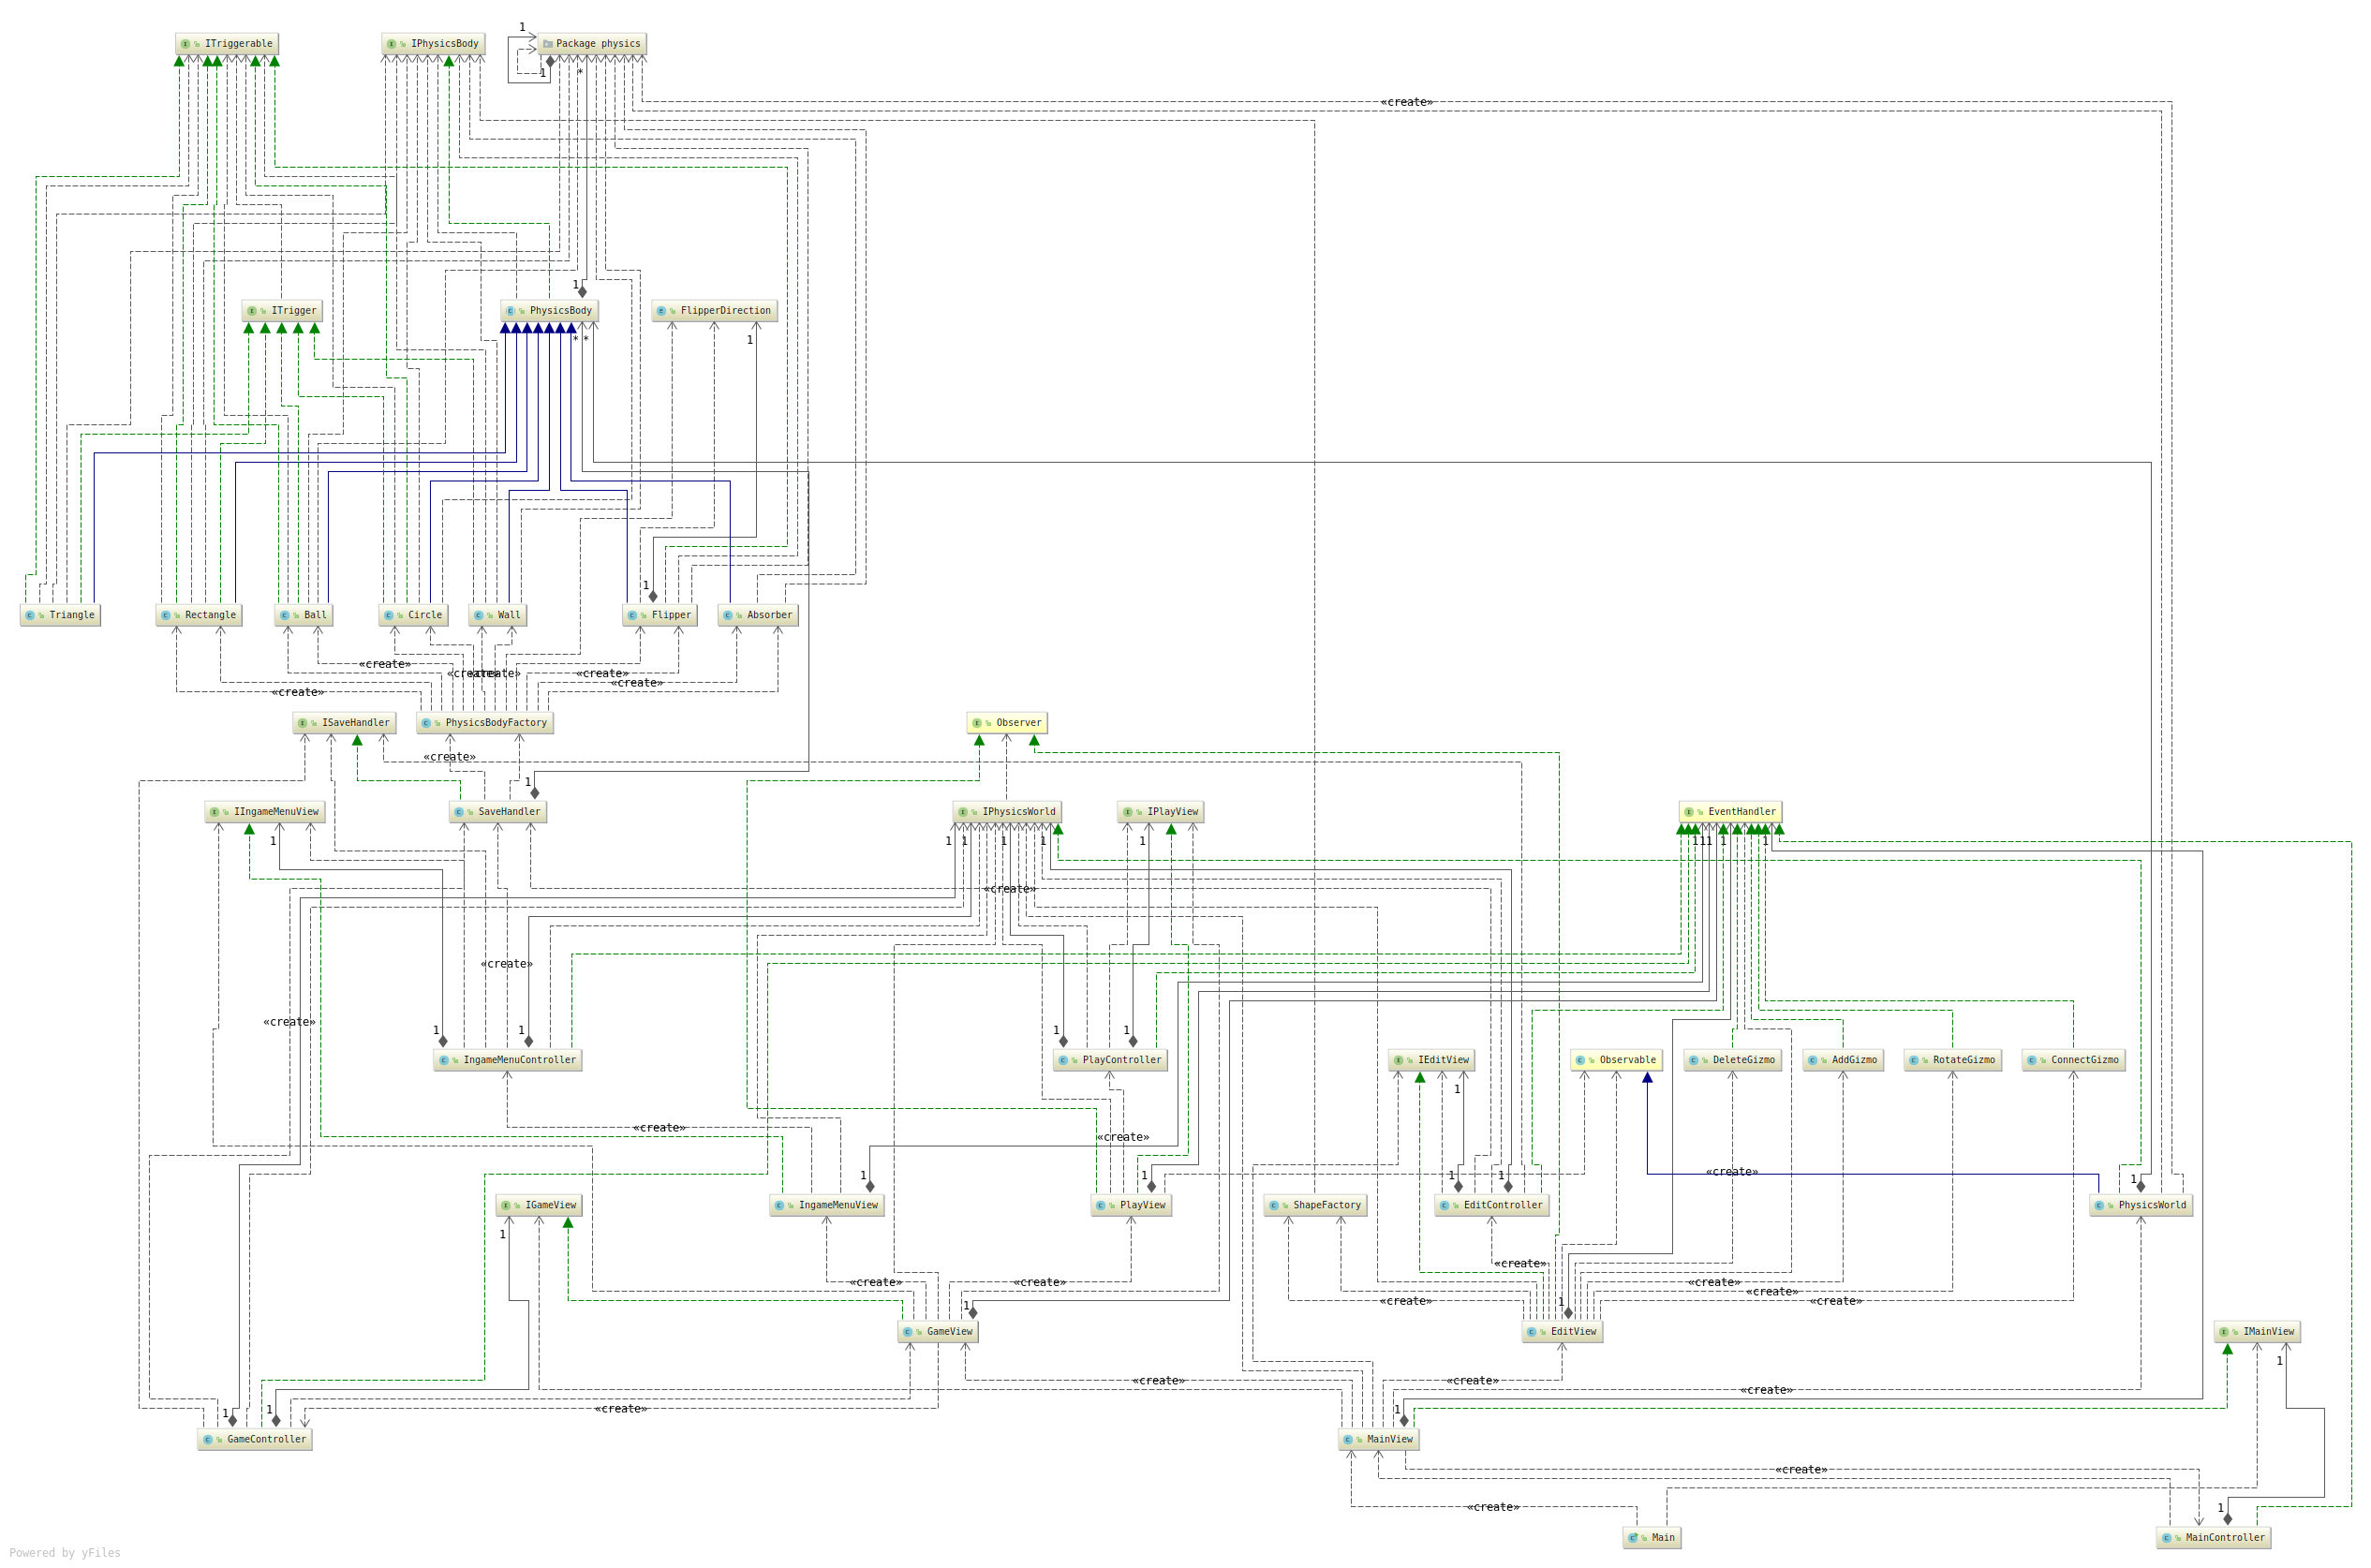 1
ITriggerable
IPhysicsBody
Package physics
1
*
«create»
1
ITrigger
PhysicsBody
FlipperDirection
* *
1
1
Triangle
Rectangle
Ball
Circle
Wall
Flipper
Absorber
«create»
«create»
«create»
«create»
«create»
«create»
ISaveHandler
PhysicsBodyFactory
Observer
«create»
1
IIngameMenuView
SaveHandler
IPhysicsWorld
IPlayView
EventHandler
1
1
1
1
1
1
1
1
1
1
1
«create»
«create»
«create»
1
1
1
1
IngameMenuController
PlayController
IEditView
Observable
DeleteGizmo
AddGizmo
RotateGizmo
ConnectGizmo
1
«create»
«create»
«create»
1
1
1
1
1
IGameView
IngameMenuView
PlayView
ShapeFactory
EditController
PhysicsWorld
1
«create»
«create»
«create»
«create»
«create»
«create»
«create»
1
1
GameView
EditView
IMainView
1
«create»
«create»
«create»
«create»
1
1
1
GameController
MainView
«create»
«create»
1
Main
MainController
Powered by yFiles